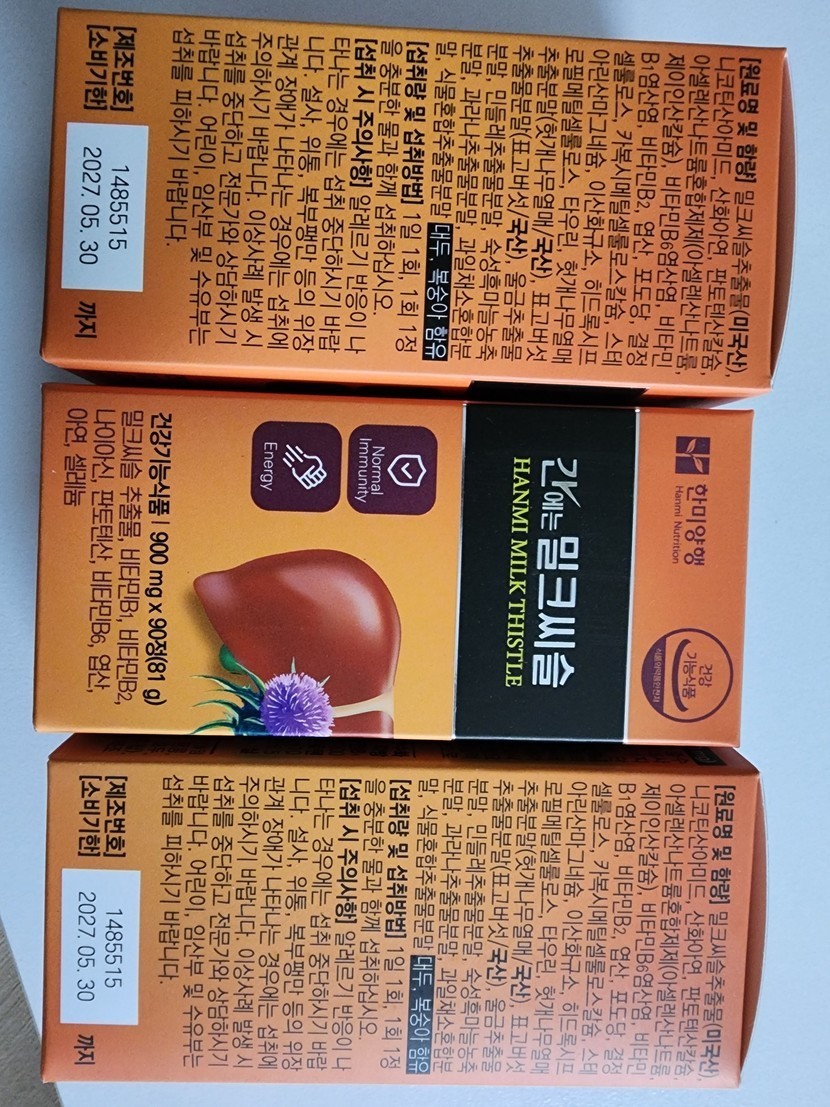 [원료명 및 함량] 밀크씨슬추출물(미국산),
니코틴산아미드, 산화아연, 판토텐산칼슘,
아셀렌산나트륨혼합제제(아셀렌산나트륨,
제이인산칼슘), 비타민B6염산염, 비타민
B1염산염, 비타민B2, 엽산, 포도당, 결정
셀룰로스, 카복시메틸셀룰로스칼슘, 스테
아린산마그네슘, 이산화규소, 히드록시프
로필메틸셀룰로스, 타우린, 헛개나무열매
추출분말(헛개나무열매/국산), 표고버섯
추출물분말(표고버섯/국산), 울금추출물
분말, 민들레추출물분말, 숙성흑마늘농축
분말, 과라나추출물분말, 과일채소혼합분
말, 식물혼합추출물분말 대두, 복숭아 함유
[섭취량 및 섭취방법] 1일 1회, 1회 1정
을 충분한 물과 함께 섭취하십시오.
[섭취 시 주의사항] 알레르기 반응이 나
타나는 경우에는 섭취 중단하시기 바랍
니다. 설사, 위통, 복부팽만 등의 위장
관계 장애가 나타나는 경우에는 섭취에
주의하시기 바랍니다. 이상사례 발생 시
섭취를 중단하고 전문가와 상담하시기
바랍니다. 어린이, 임산부 및 수유부는
섭취를 피하시기 바랍니다.
[제조번호] 1485515
[소비기한] 2027. 05. 30 까지
한미양행
Hanmi Nutrition
건강
기능식품
식품의약품안전처
간에는 밀크씨슬
HANMI MILK THISTLE
Normal
Immunity
Energy
건강기능식품 | 900 mg x 90정(81 g)
밀크씨슬 추출물, 비타민B1, 비타민B2,
나이아신, 판토텐산, 비타민B6, 엽산,
아연, 셀레늄
[원료명 및 함량] 밀크씨슬추출물(미국산),
니코틴산아미드, 산화아연, 판토텐산칼슘,
아셀렌산나트륨혼합제제(아셀렌산나트륨,
제이인산칼슘), 비타민B6염산염, 비타민
B1염산염, 비타민B2, 엽산, 포도당, 결정
셀룰로스, 카복시메틸셀룰로스칼슘, 스테
아린산마그네슘, 이산화규소, 히드록시프
로필메틸셀룰로스, 타우린, 헛개나무열매
추출분말(헛개나무열매/국산), 표고버섯
추출물분말(표고버섯/국산), 울금추출물
분말, 민들레추출물분말, 숙성흑마늘농축
분말, 과라나추출물분말, 과일채소혼합분
말, 식물혼합추출물분말 대두, 복숭아 함유
[섭취량 및 섭취방법] 1일 1회, 1회 1정
을 충분한 물과 함께 섭취하십시오.
[섭취 시 주의사항] 알레르기 반응이 나
타나는 경우에는 섭취 중단하시기 바랍
니다. 설사, 위통, 복부팽만 등의 위장
관계 장애가 나타나는 경우에는 섭취에
주의하시기 바랍니다. 이상사례 발생 시
섭취를 중단하고 전문가와 상담하시기
바랍니다. 어린이, 임산부 및 수유부는
섭취를 피하시기 바랍니다.
[제조번호] 1485515
[소비기한] 2027. 05. 30 까지